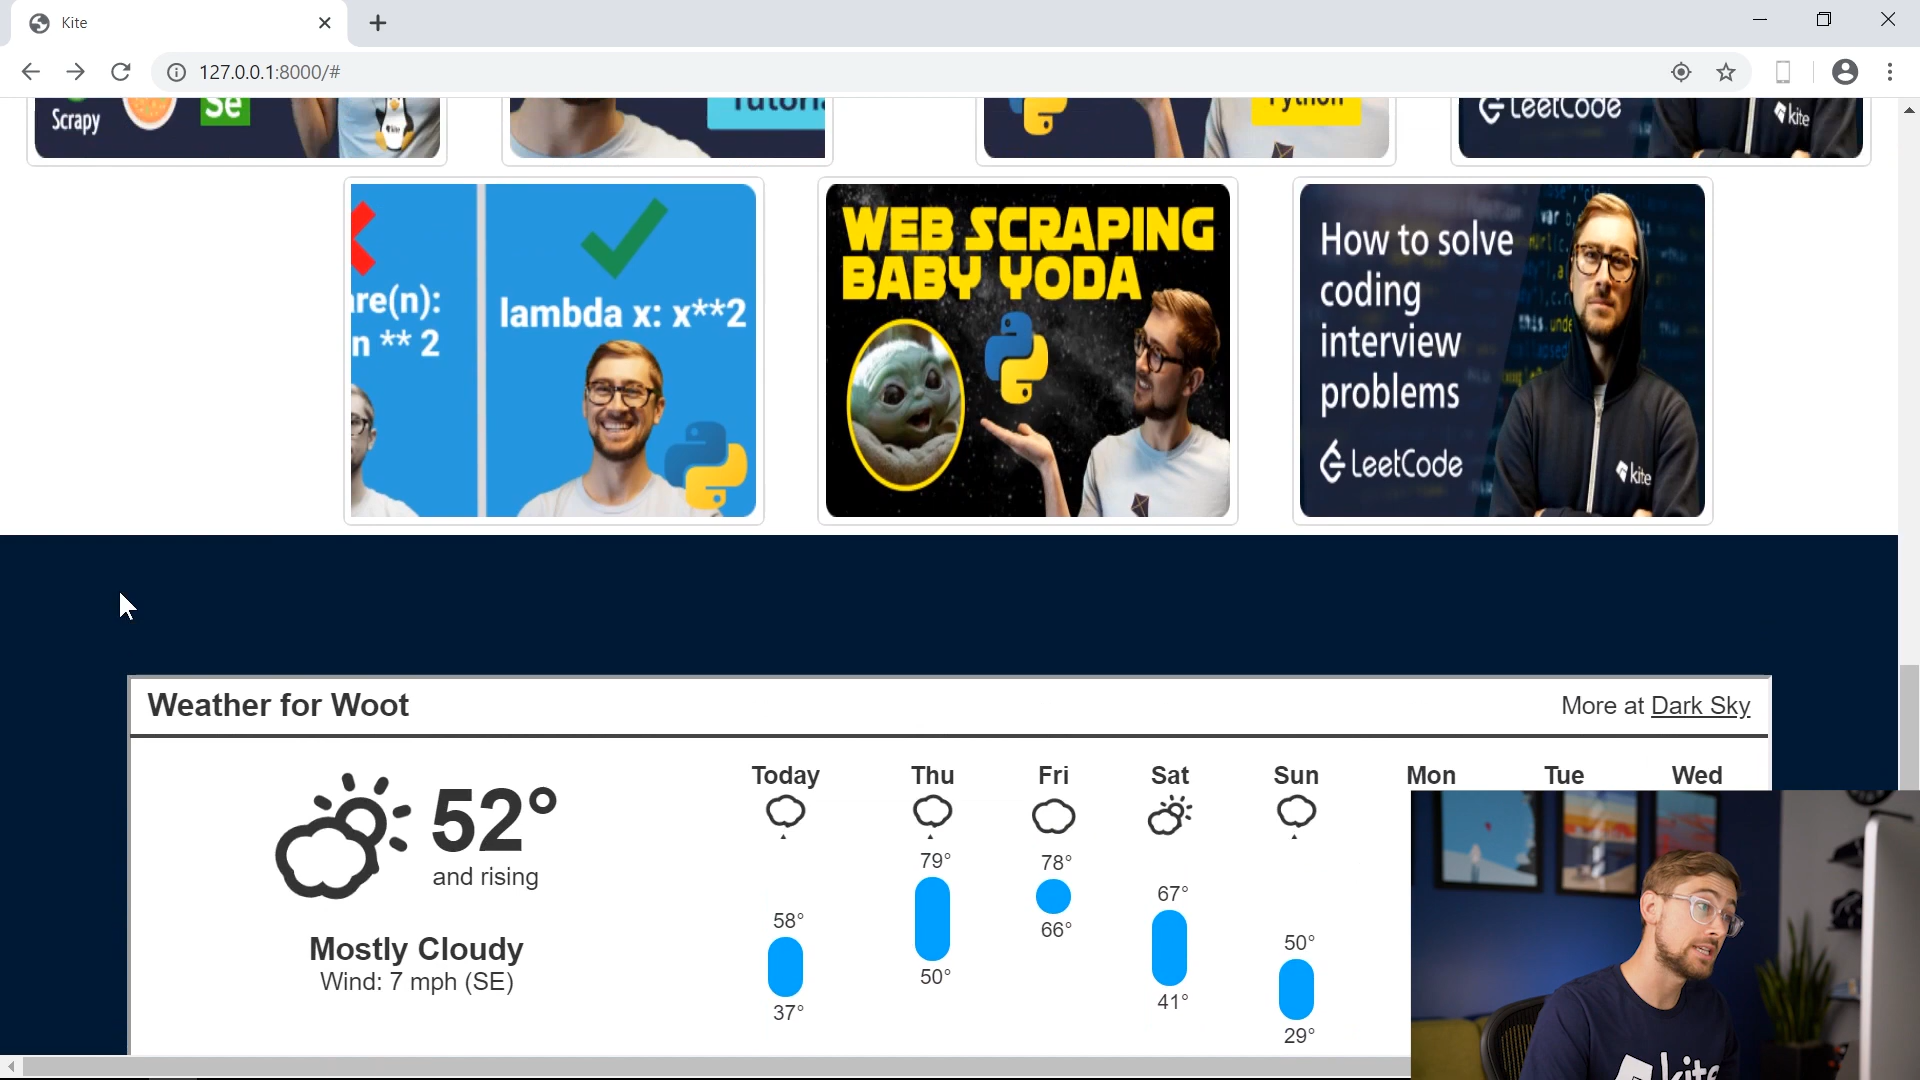 Kite
127.0.0.1:8000/#
Scrapy
Se
Python
LeetCode
kite
re(n):
n ** 2
lambda x: x**2
WEB SCRAPING
BABY YODA
How to solve
coding
interview
problems
LeetCode
kite
Weather for Woot
More at Dark Sky
52°
and rising
Mostly Cloudy
Wind: 7 mph (SE)
Today Thu Fri Sat Sun Mon Tue Wed
79° 78°
67°
58° 50°
66°
50° 41°
37° 29°
kite